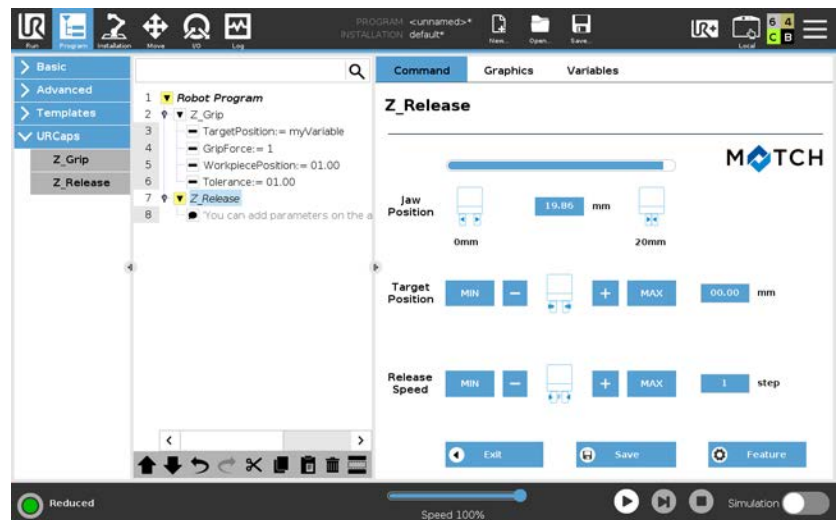 UR
PROGRAM <unnamed>*
INSTALLATION default*
Run Program Installation Move I/O Log New... Open... Save... UR+ Local
6 4
C B
Basic
Advanced
Templates
URCaps
Z_Grip
Z_Release
1 Robot Program
2 Z_Grip
3 TargetPosition:= myVariable
4 GripForce:= 1
5 WorkpiecePosition:= 01.00
6 Tolerance:= 01.00
7 Z_Release
8 You can add parameters on the a
Command Graphics Variables
Z_Release
MATCH
Jaw
Position
19.86 mm
0mm 20mm
Target
Position
MIN − + MAX 00.00 mm
Release
Speed
MIN − + MAX 1 step
Exit Save Feature
Reduced
Speed 100%
Simulation